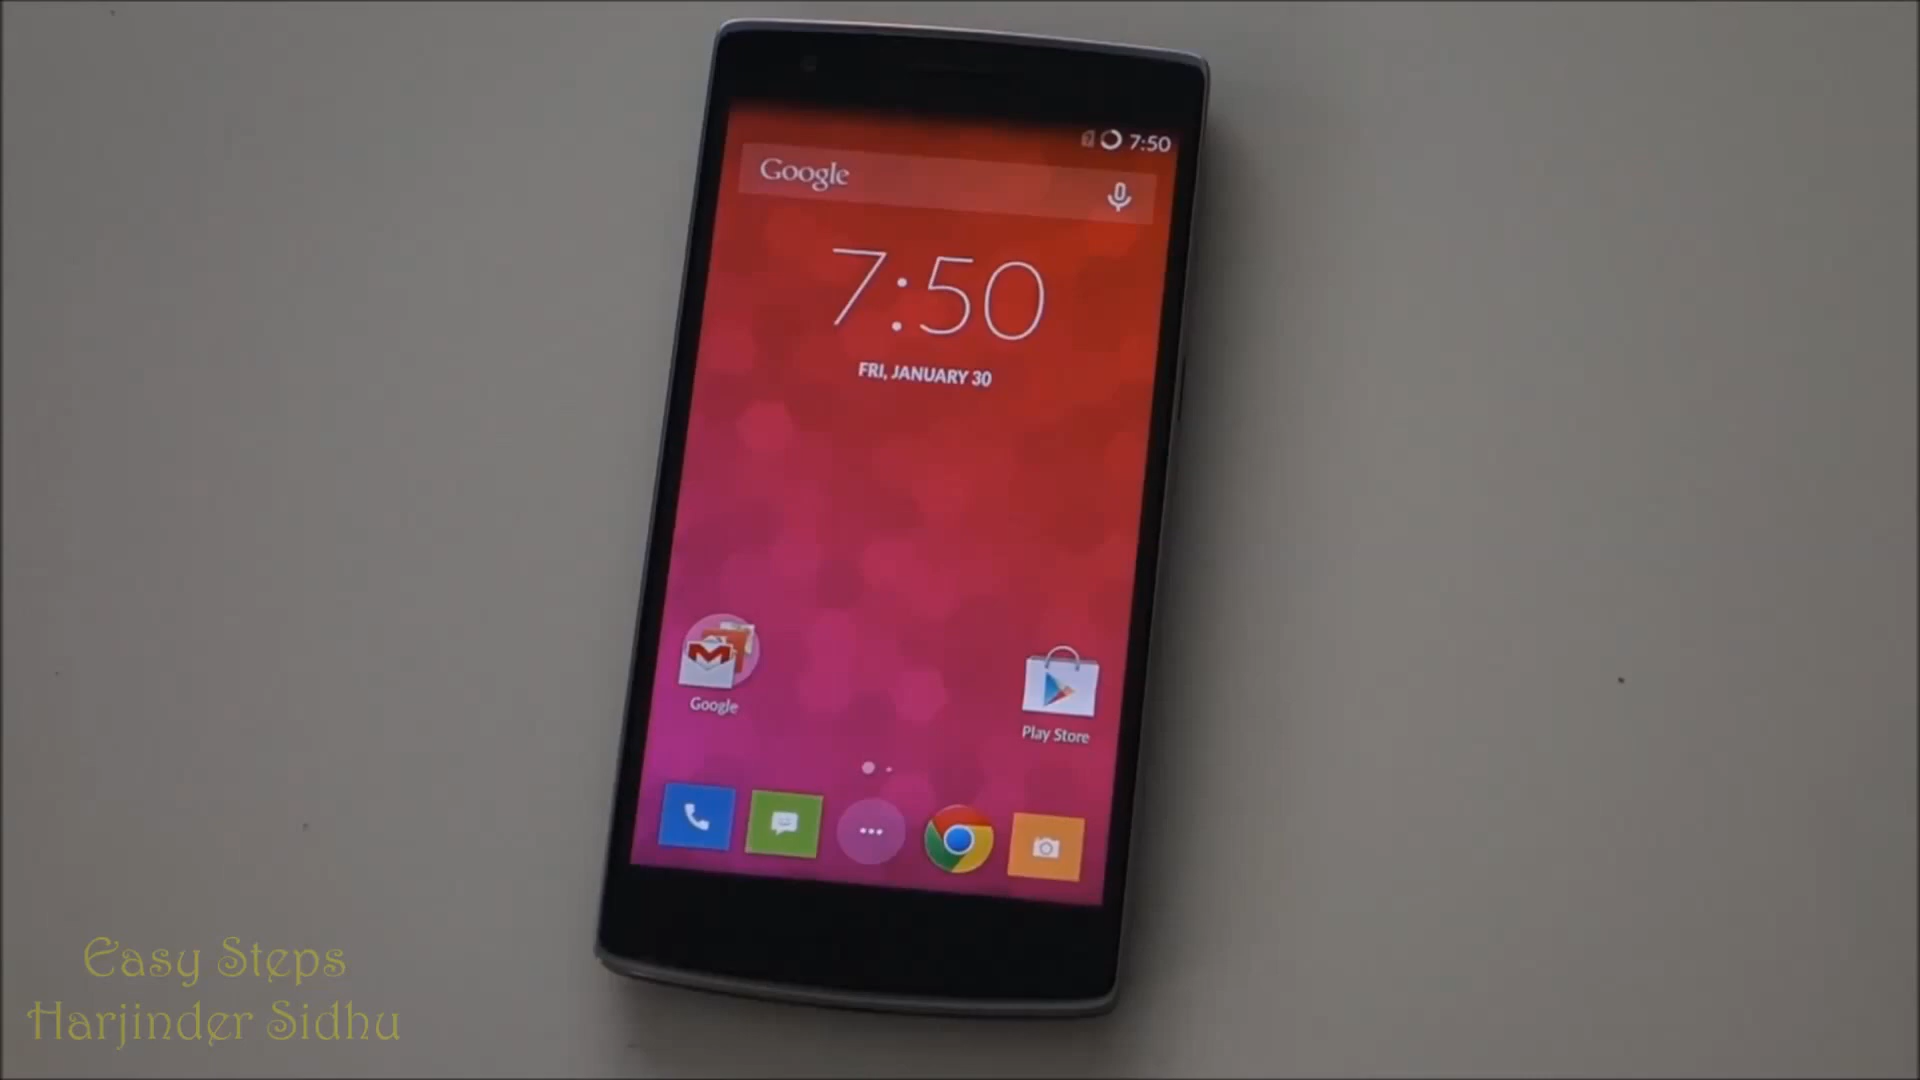 7:50
Google
7:50
FRI, JANUARY 30
Google
Play Store
Easy Steps
Harjinder Sidhu